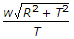 w√(R² + T²)
T